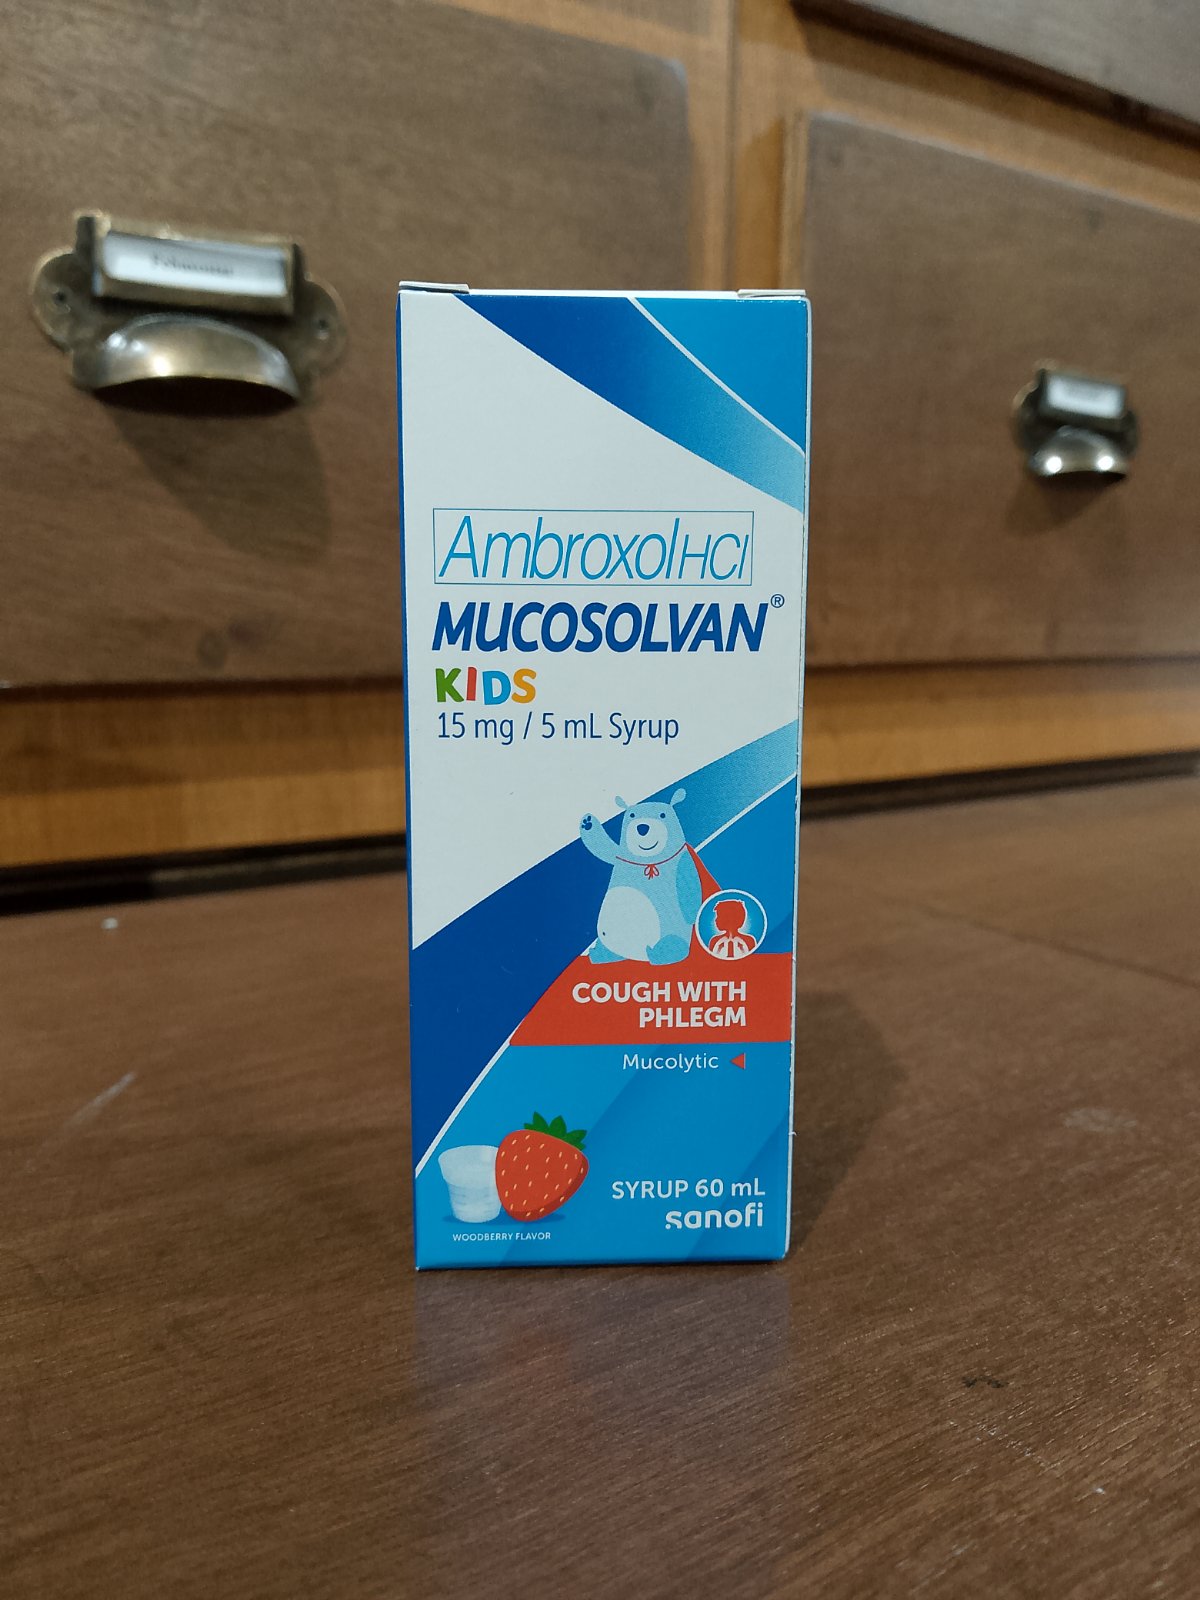 Ambroxol HCl
MUCOSOLVAN®
KIDS
15 mg / 5 mL Syrup
COUGH WITH
PHLEGM
Mucolytic
SYRUP 60 mL
sanofi
WOODBERRY FLAVOR